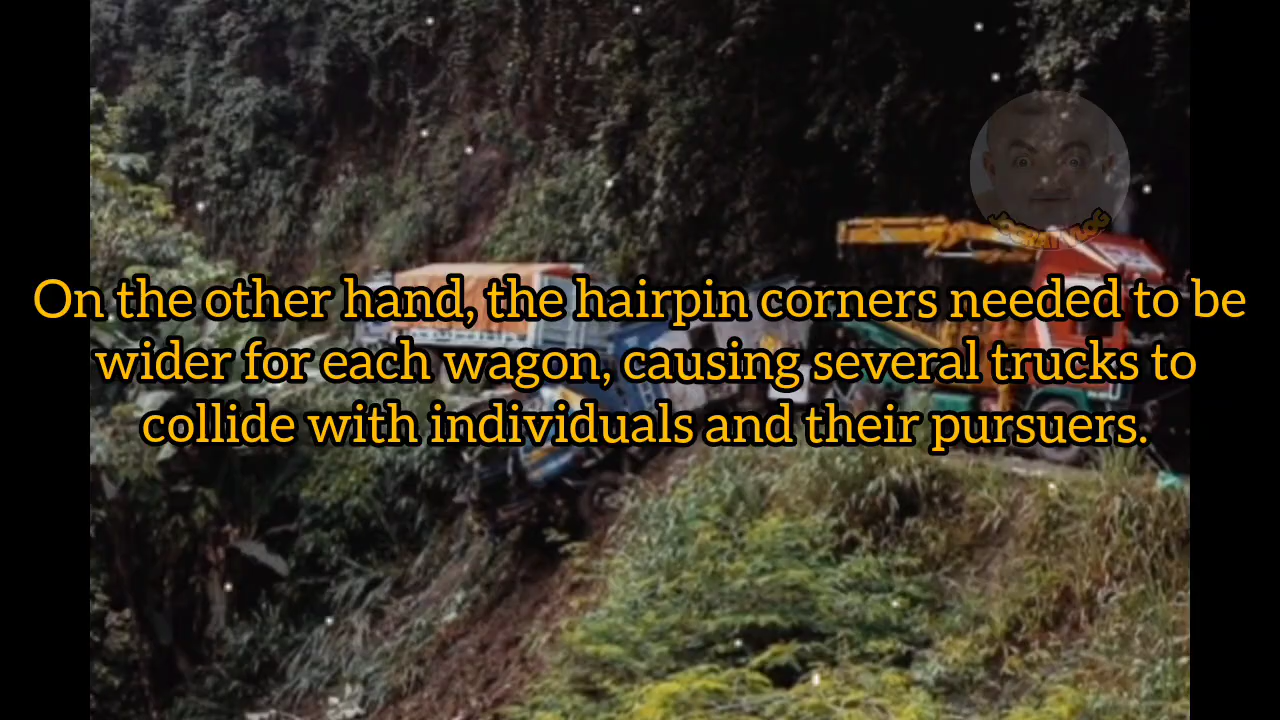 On the other hand, the hairpin corners needed to be
wider for each wagon, causing several trucks to
collide with individuals and their pursuers.